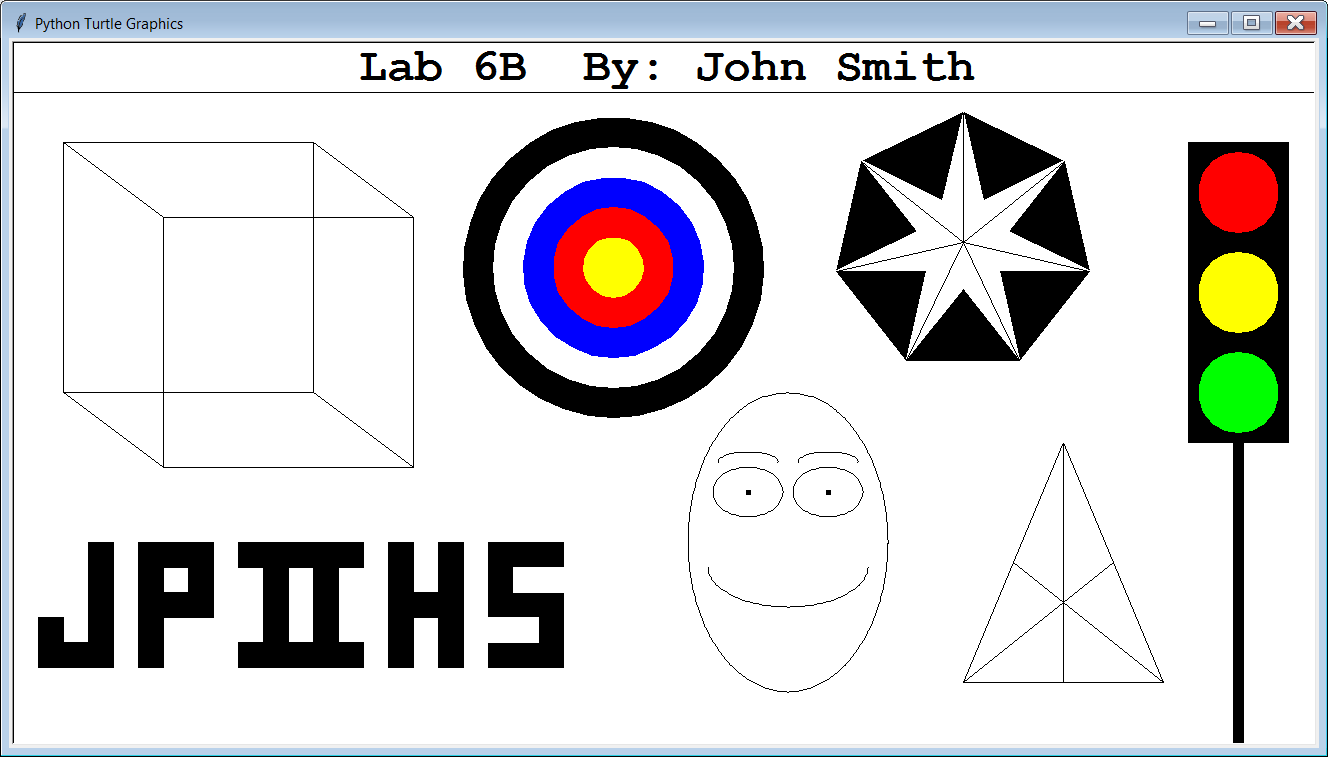 Python Turtle Graphics
Lab 6B  By: John Smith
JPIIHS